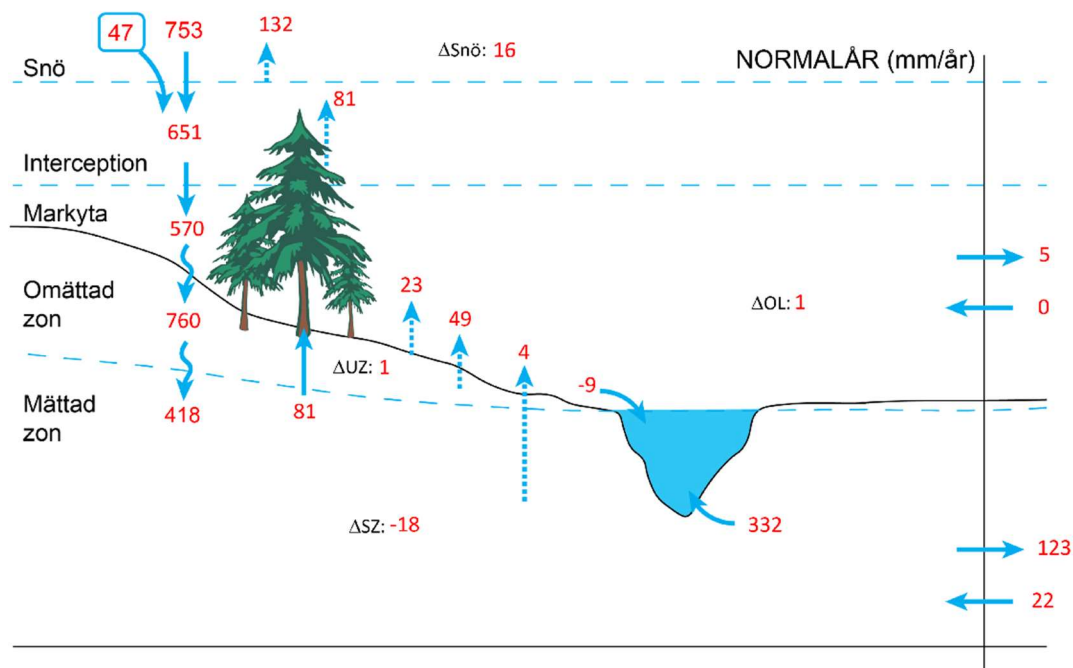 47
753
132
ΔSnö: 16
NORMALÅR (mm/år)
Snö
81
651
Interception
Markyta
570
5
Omättad
zon
23
ΔOL: 1
0
760
49
4
ΔUZ: 1
-9
Mättad
zon
418
81
ΔSZ: -18
332
123
22